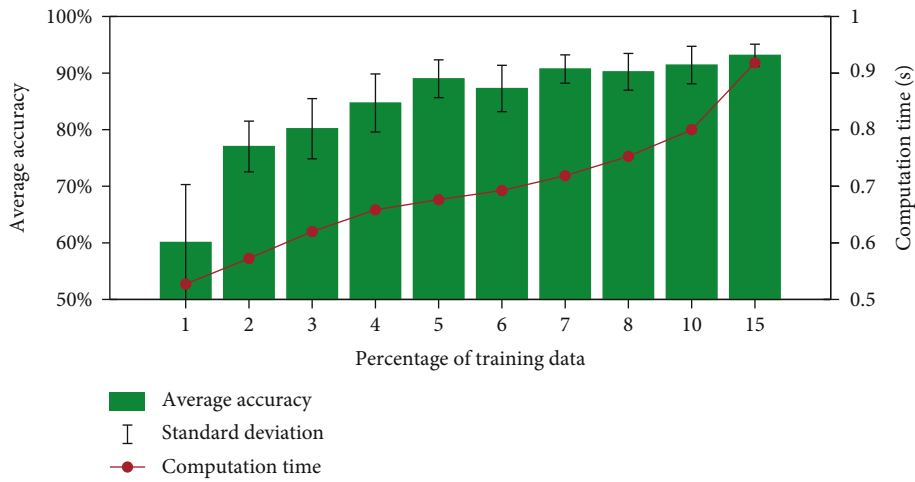 Average accuracy
100%
90%
80%
70%
60%
50%
1
0.9
0.8
0.7
0.6
0.5
Computation time (s)
1 2 3 4 5 6 7 8 10 15
Percentage of training data
Average accuracy
Standard deviation
Computation time